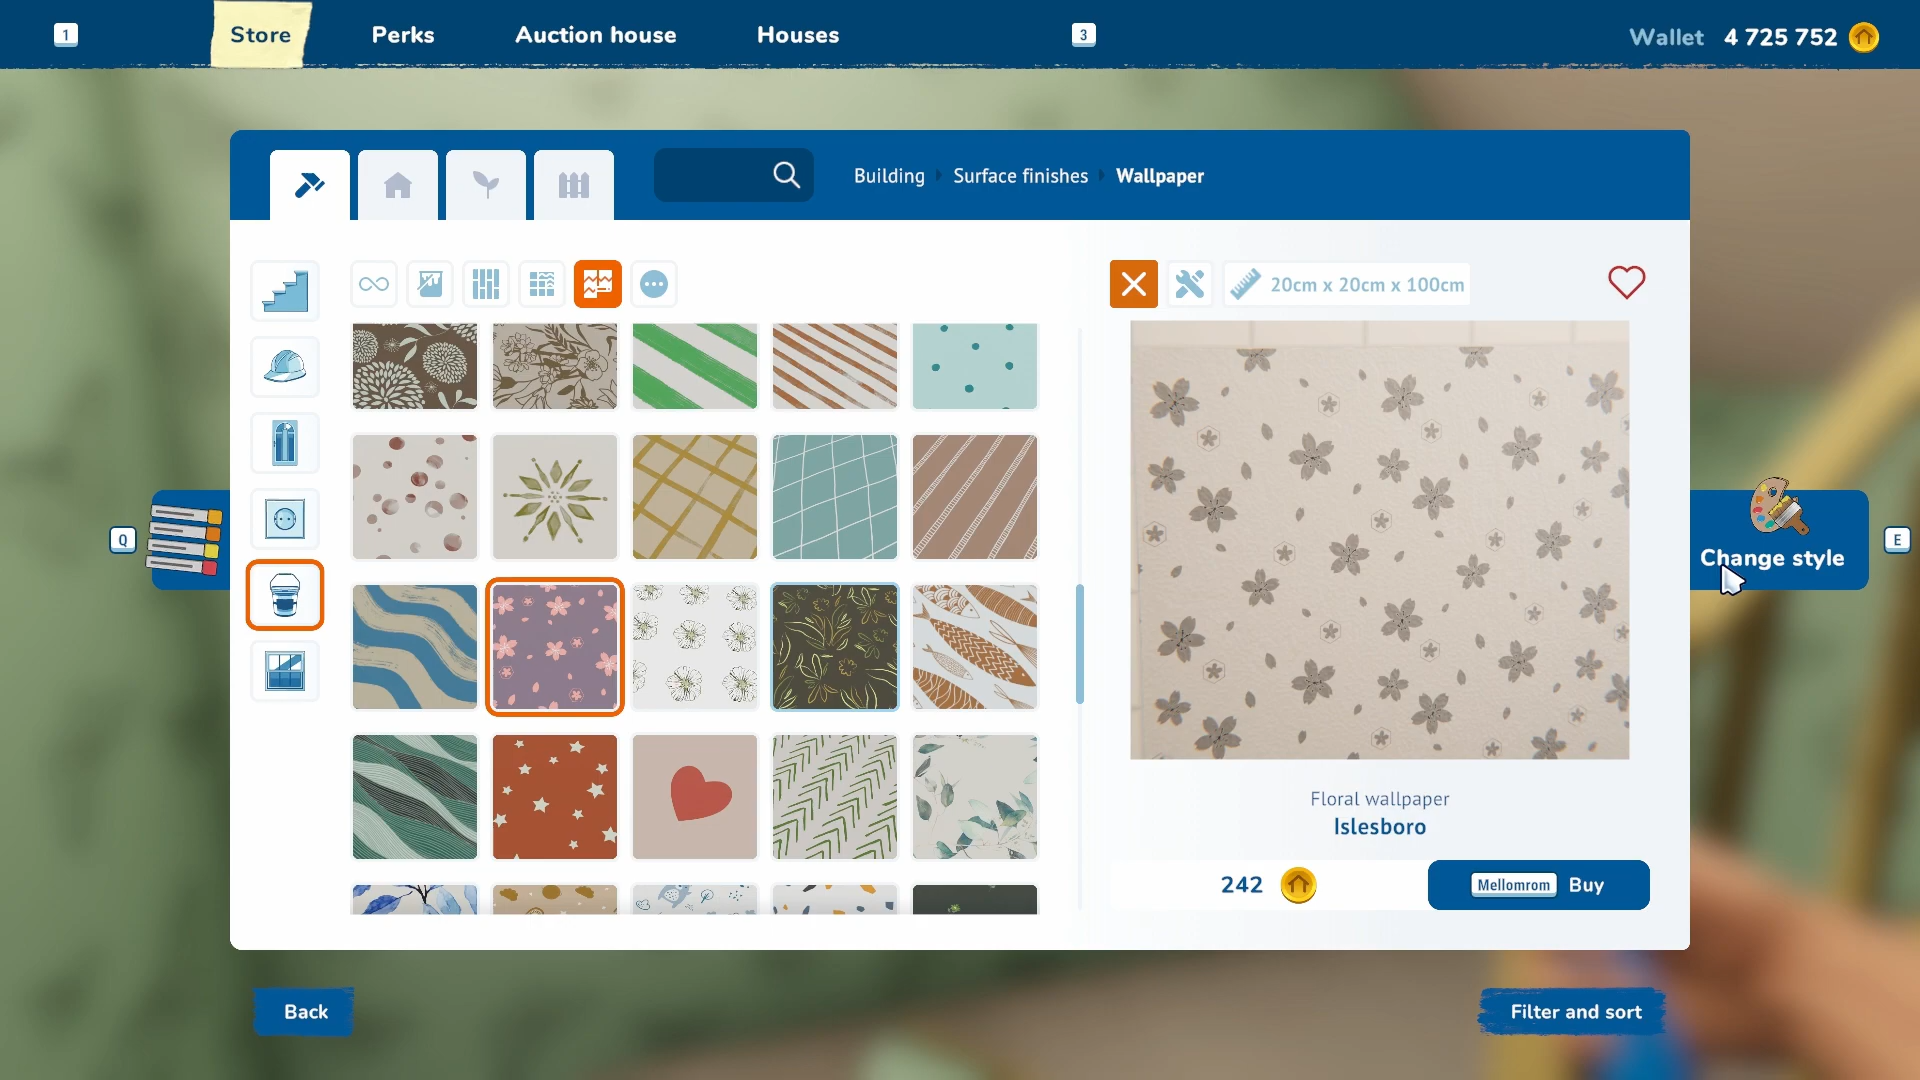 1
Store
Perks
Auction house
Houses
3
Wallet 4 725 752
Building
Surface finishes
Wallpaper
20cm x 20cm x 100cm
Q
Change style
E
Floral wallpaper
Islesboro
242
Mellomrom Buy
Back
Filter and sort